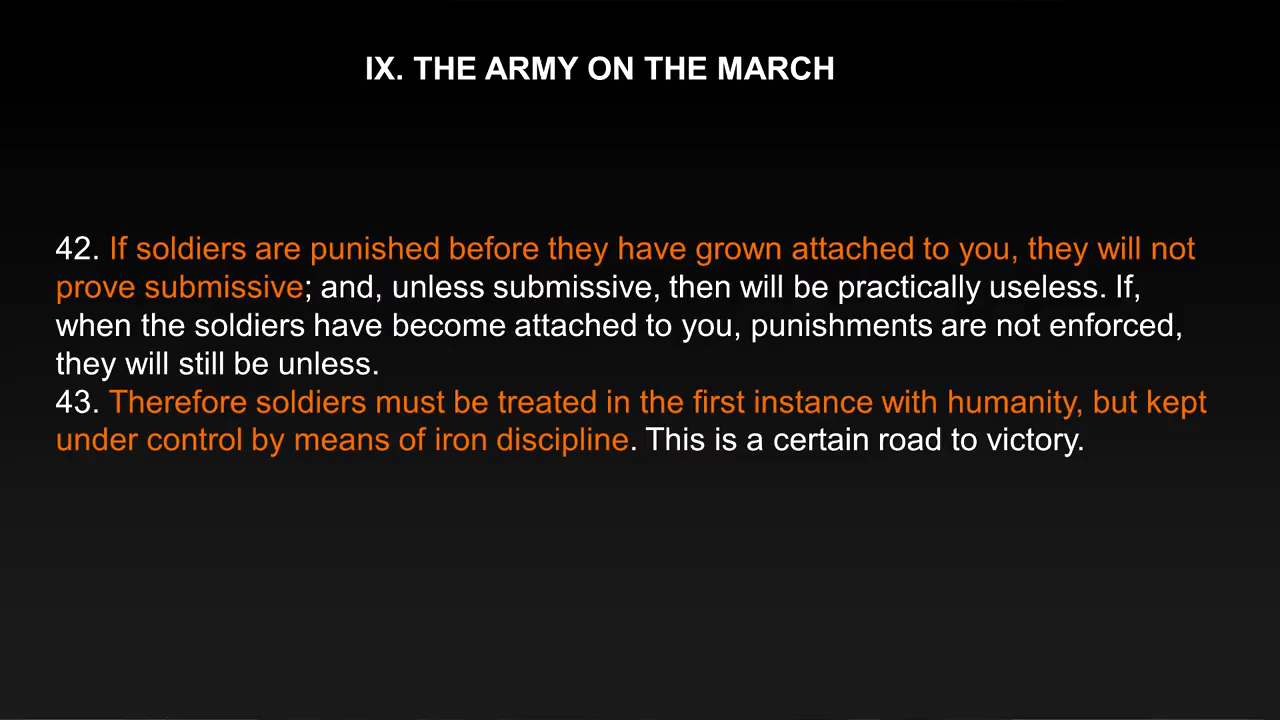 IX. THE ARMY ON THE MARCH
42. If soldiers are punished before they have grown attached to you, they will not
prove submissive; and, unless submissive, then will be practically useless. If,
when the soldiers have become attached to you, punishments are not enforced,
they will still be unless.
43. Therefore soldiers must be treated in the first instance with humanity, but kept
under control by means of iron discipline. This is a certain road to victory.